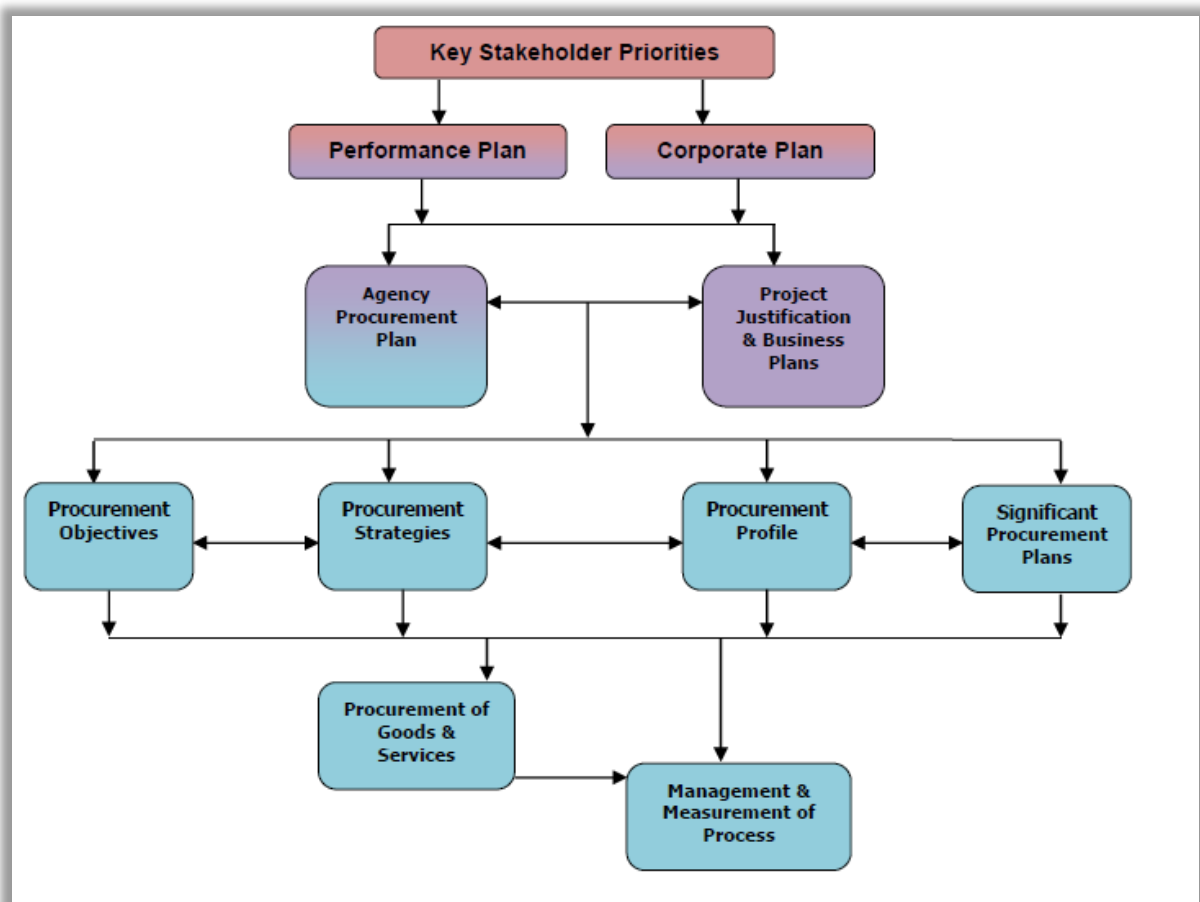 Key Stakeholder Priorities
Performance Plan
Corporate Plan
Agency
Procurement
Plan
Project
Justification
& Business
Plans
Procurement
Objectives
Procurement
Strategies
Procurement
Profile
Significant
Procurement
Plans
Procurement of
Goods &
Services
Management &
Measurement of
Process